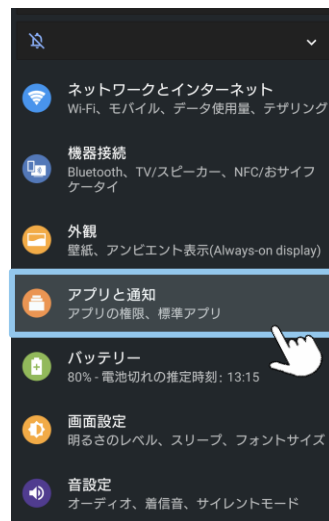 ネットワークとインターネット
Wi-Fi、モバイル、データ使用量、テザリング
機器接続
Bluetooth、TV/スピーカー、NFC/おサイフ
ケータイ
外観
壁紙、アンビエント表示(Always-on display)
アプリと通知
アプリの権限、標準アプリ
バッテリー
80% - 電池切れの推定時刻: 13:15
画面設定
明るさのレベル、スリープ、フォントサイズ
音設定
オーディオ、着信音、サイレントモード